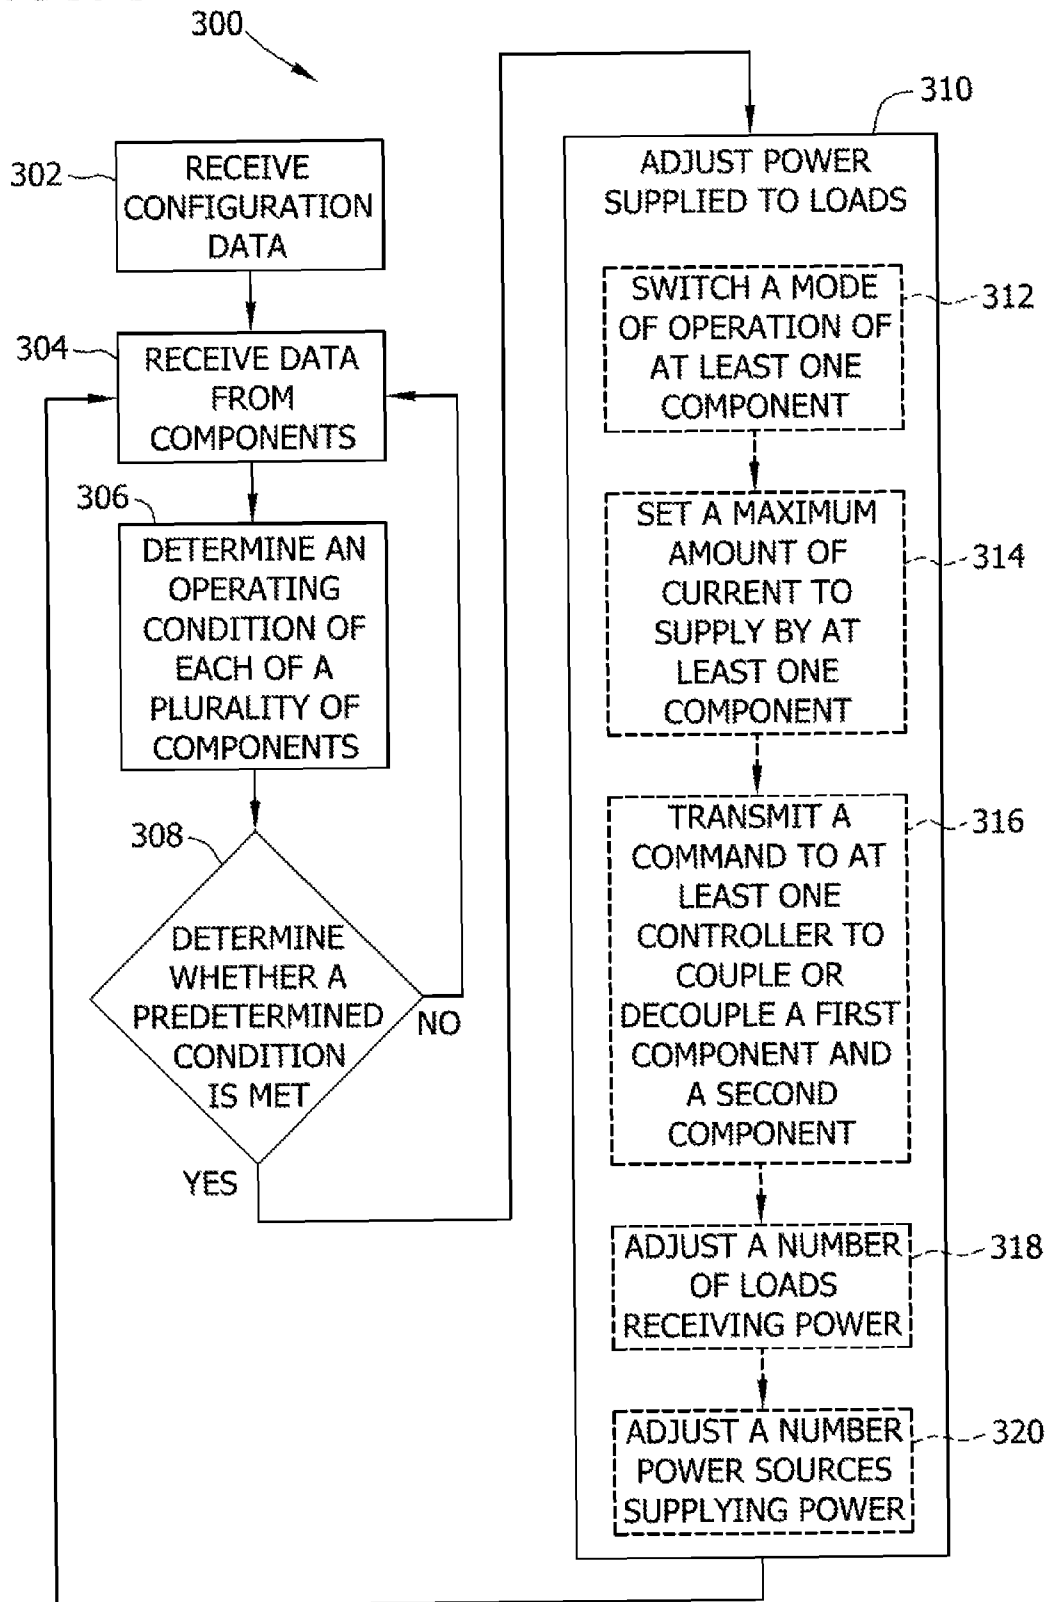 300
302
RECEIVE
CONFIGURATION
DATA
304
RECEIVE DATA
FROM
COMPONENTS
306
DETERMINE AN
OPERATING
CONDITION OF
EACH OF A
PLURALITY OF
COMPONENTS
308
DETERMINE
WHETHER A
PREDETERMINED
CONDITION
IS MET
NO
YES
310
ADJUST POWER
SUPPLIED TO LOADS
SWITCH A MODE
OF OPERATION OF
AT LEAST ONE
COMPONENT
312
SET A MAXIMUM
AMOUNT OF
CURRENT TO
SUPPLY BY AT
LEAST ONE
COMPONENT
314
TRANSMIT A
COMMAND TO AT
LEAST ONE
CONTROLLER TO
COUPLE OR
DECOUPLE A FIRST
COMPONENT AND
A SECOND
COMPONENT
316
ADJUST A NUMBER
OF LOADS
RECEIVING POWER
318
ADJUST A NUMBER
POWER SOURCES
SUPPLYING POWER
320